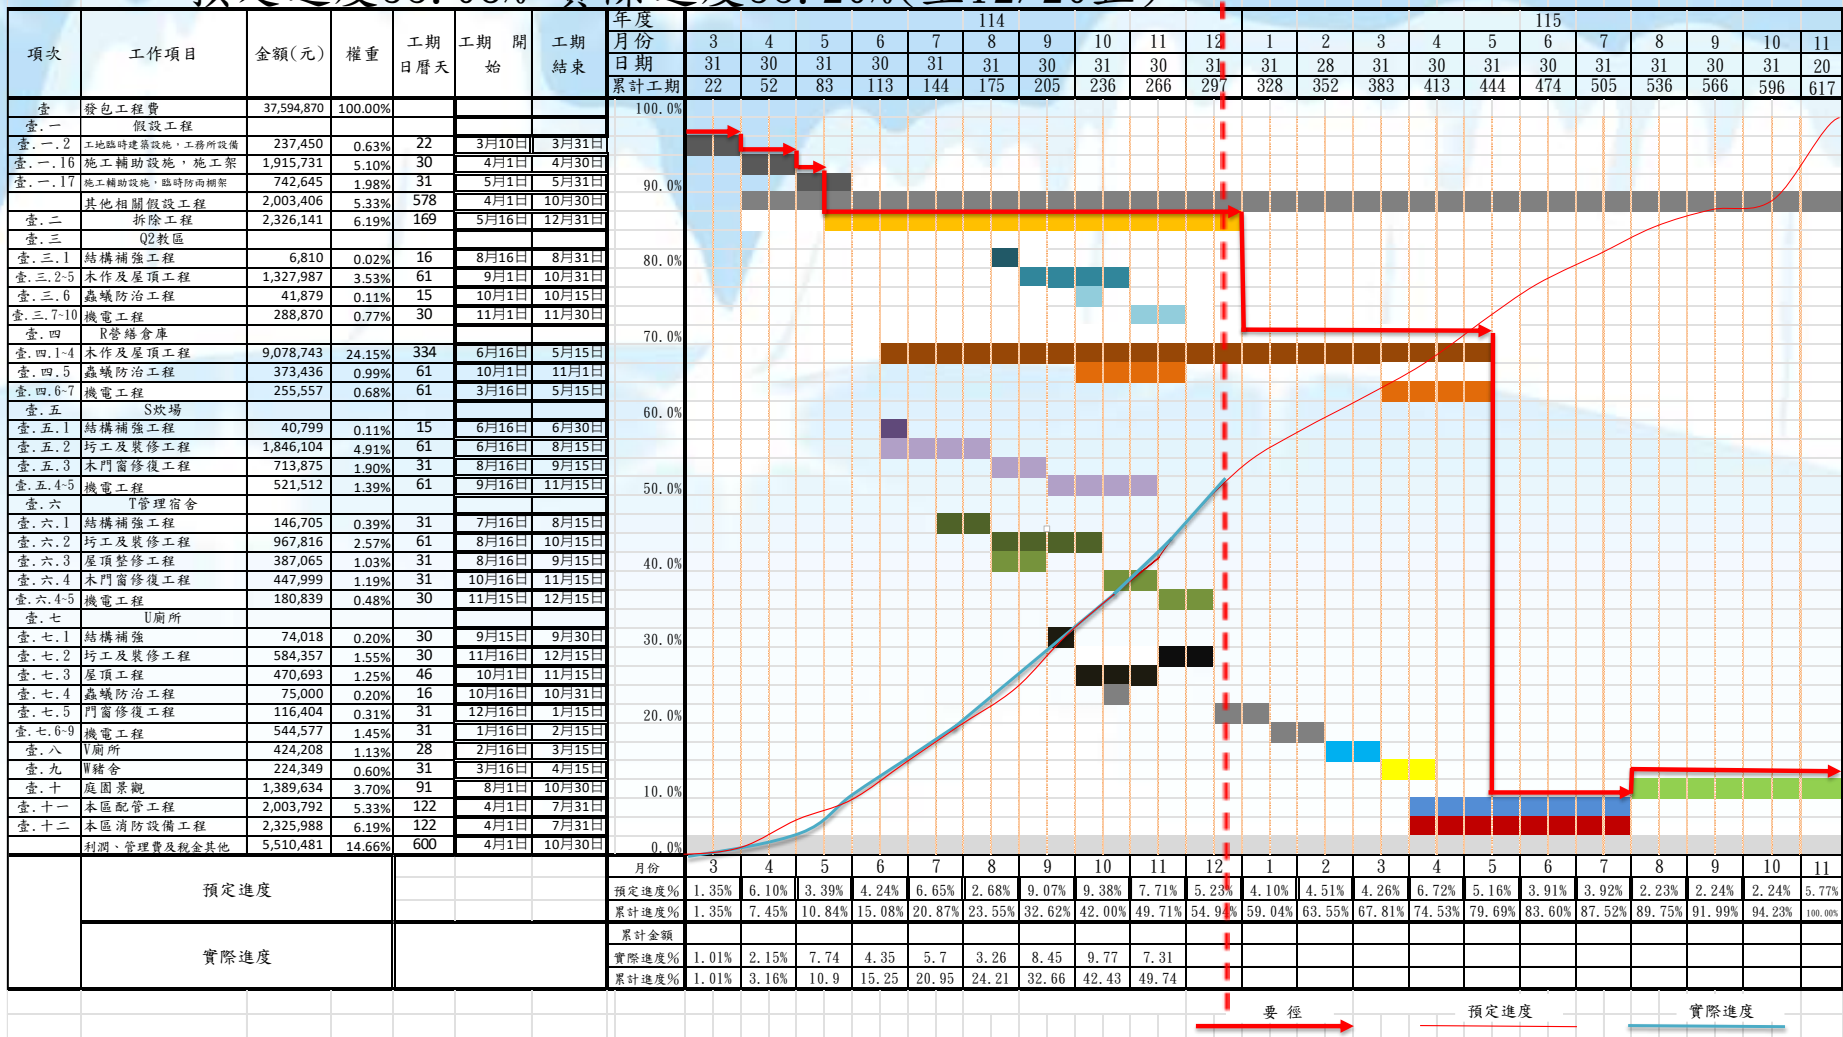 年度 114 115
項次 工作項目 金額(元) 權重 工期日曆天 工期 開始 工期結束 月份 3 4 5 6 7 8 9 10 11 12 1 2 3 4 5 6 7 8 9 10 11
日期 31 30 31 30 31 31 30 31 30 31 31 28 31 30 31 30 31 31 30 31 20
累計工期 22 52 83 113 144 175 205 236 266 297 328 352 383 413 444 474 505 536 566 596 617
壹 發包工程費 37,594,870 100.00% 100.0%
壹.一 假設工程
壹.一.2 工地臨時建築設施，工務所設備 237,450 0.63% 22 3月10日 3月31日
壹.一.16 施工輔助設施，施工架 1,915,731 5.10% 30 4月1日 4月30日
壹.一.17 施工輔助設施，臨時防雨棚架 742,645 1.98% 31 5月1日 5月31日 90.0%
其他相關假設工程 2,003,406 5.33% 578 4月1日 10月30日
壹.二 拆除工程 2,326,141 6.19% 169 5月16日 12月31日
壹.三 Q2教區
壹.三.1 結構補強工程 6,810 0.02% 16 8月16日 8月31日 80.0%
壹.三.2~5 木作及屋頂工程 1,327,987 3.53% 61 9月1日 10月31日
壹.三.6 蟲蟻防治工程 41,879 0.11% 15 10月1日 10月15日
壹.三.7~10 機電工程 288,870 0.77% 30 11月1日 11月30日
壹.四 R營繕倉庫 70.0%
壹.四.1~4 木作及屋頂工程 9,078,743 24.15% 334 6月16日 5月15日
壹.四.5 蟲蟻防治工程 373,436 0.99% 61 10月1日 11月1日
壹.四.6~7 機電工程 255,557 0.68% 61 3月16日 5月15日
壹.五 S炊場 60.0%
壹.五.1 結構補強工程 40,799 0.11% 15 6月16日 6月30日
壹.五.2 圬工及裝修工程 1,846,104 4.91% 61 6月16日 8月15日
壹.五.3 木門窗修復工程 713,875 1.90% 31 8月16日 9月15日
壹.五.4~5 機電工程 521,512 1.39% 61 9月16日 11月15日 50.0%
壹.六 T管理宿舍
壹.六.1 結構補強工程 146,705 0.39% 31 7月16日 8月15日
壹.六.2 圬工及裝修工程 967,816 2.57% 61 8月16日 10月15日
壹.六.3 屋頂整修工程 387,065 1.03% 31 8月16日 9月15日 40.0%
壹.六.4 木門窗修復工程 447,999 1.19% 31 10月16日 11月15日
壹.六.4~5 機電工程 180,839 0.48% 30 11月15日 12月15日
壹.七 U廁所
壹.七.1 結構補強 74,018 0.20% 30 9月15日 9月30日 30.0%
壹.七.2 圬工及裝修工程 584,357 1.55% 30 11月16日 12月15日
壹.七.3 屋頂工程 470,693 1.25% 46 10月1日 11月15日
壹.七.4 蟲蟻防治工程 75,000 0.20% 16 10月16日 10月31日
壹.七.5 門窗修復工程 116,404 0.31% 31 12月16日 1月15日 20.0%
壹.七.6~9 機電工程 544,577 1.45% 31 1月16日 2月15日
壹.八 V廁所 424,208 1.13% 28 2月16日 3月15日
壹.九 W豬舍 224,349 0.60% 31 3月16日 4月15日
壹.十 庭園景觀 1,389,634 3.70% 91 8月1日 10月30日 10.0%
壹.十一 本區配管工程 2,003,792 5.33% 122 4月1日 7月31日
壹.十二 本區消防設備工程 2,325,988 6.19% 122 4月1日 7月31日
利潤、管理費及稅金其他 5,510,481 14.66% 600 4月1日 10月30日 0.0%
月份 3 4 5 6 7 8 9 10 11 12 1 2 3 4 5 6 7 8 9 10 11
預定進度 預定進度% 1.35% 6.10% 3.39% 4.24% 6.65% 2.68% 9.07% 9.38% 7.71% 5.23% 4.10% 4.51% 4.26% 6.72% 5.16% 3.91% 3.92% 2.23% 2.24% 2.24% 5.77%
累計進度% 1.35% 7.45% 10.84% 15.08% 20.87% 23.55% 32.62% 42.00% 49.71% 54.94% 59.04% 63.55% 67.81% 74.53% 79.69% 83.60% 87.52% 89.75% 91.99% 94.23% 100.00%
累計金額
實際進度 實際進度% 1.01% 2.15% 7.74 4.35 5.7 3.26 8.45 9.77 7.31
累計進度% 1.01% 3.16% 10.9 15.25 20.95 24.21 32.66 42.43 49.74
要徑 預定進度 實際進度